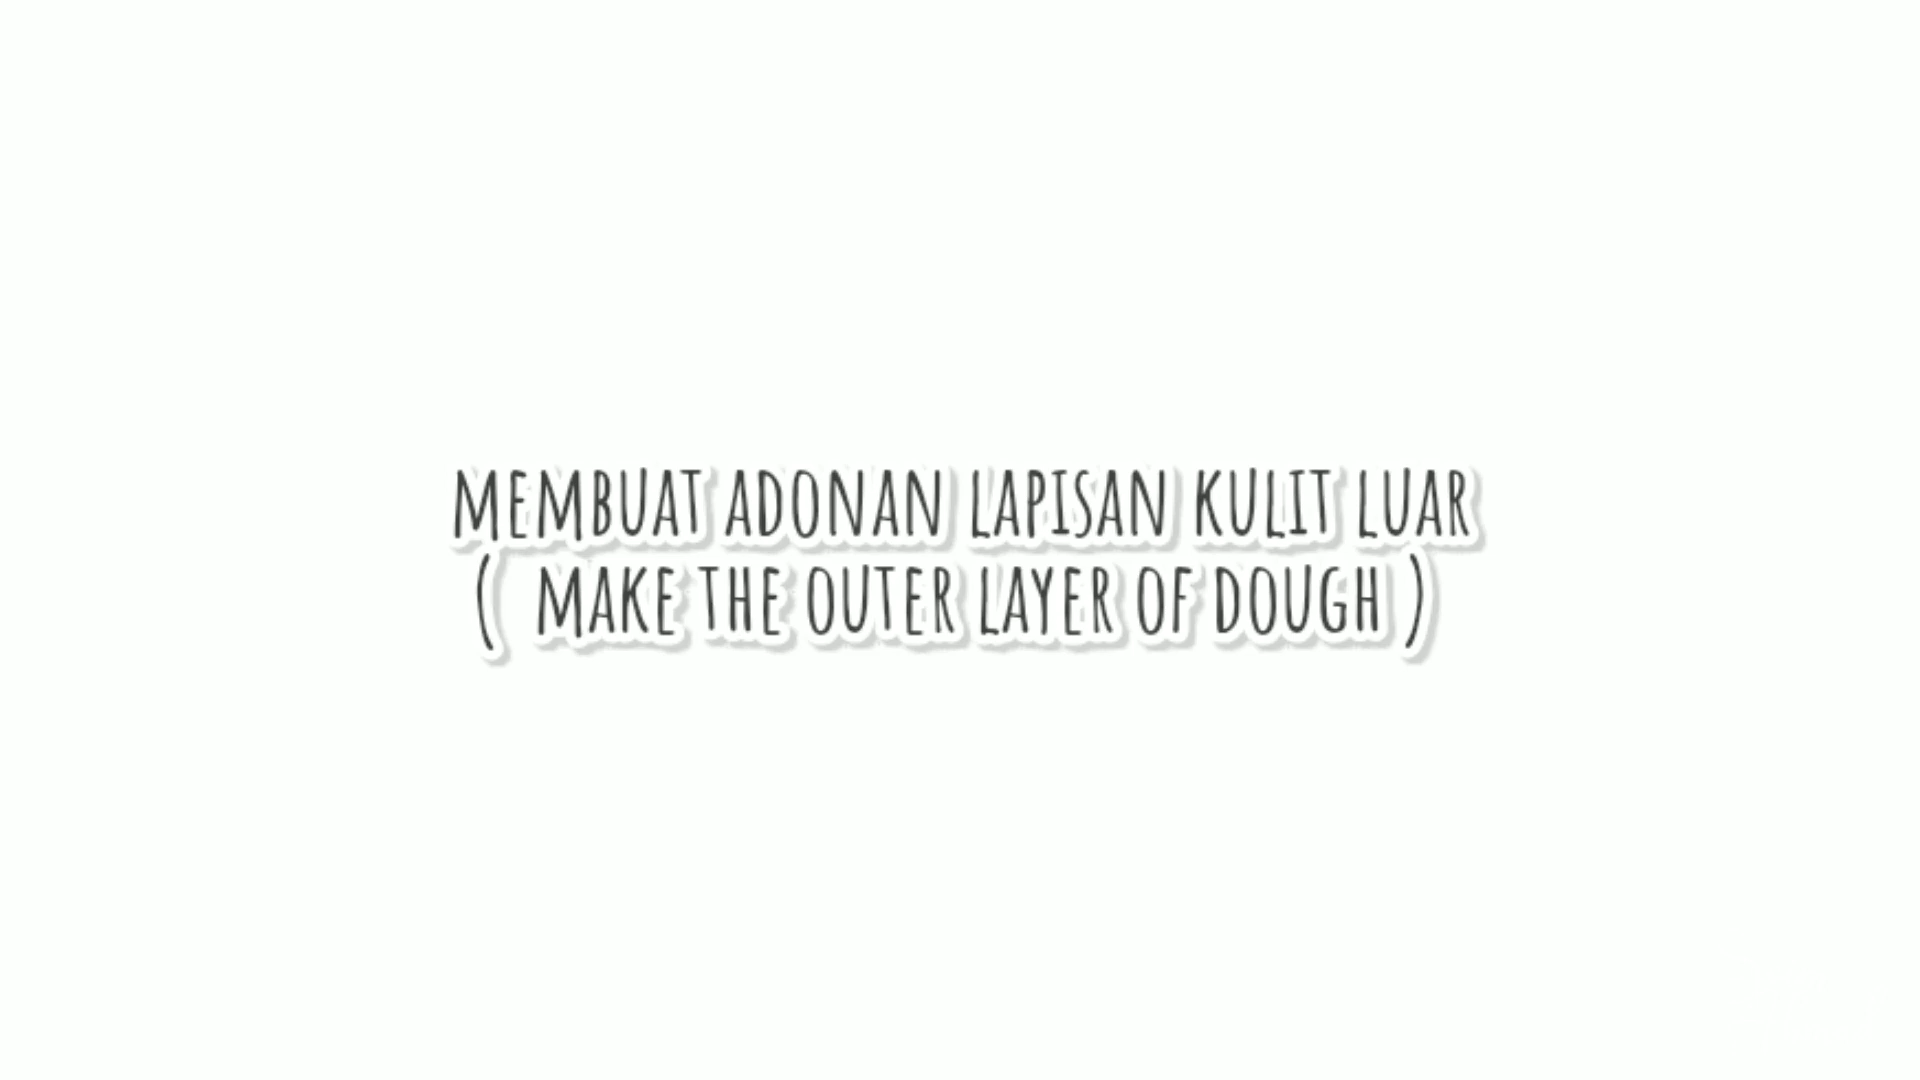 MEMBUAT ADONAN LAPISAN KULIT LUAR
( MAKE THE OUTER LAYER OF DOUGH )